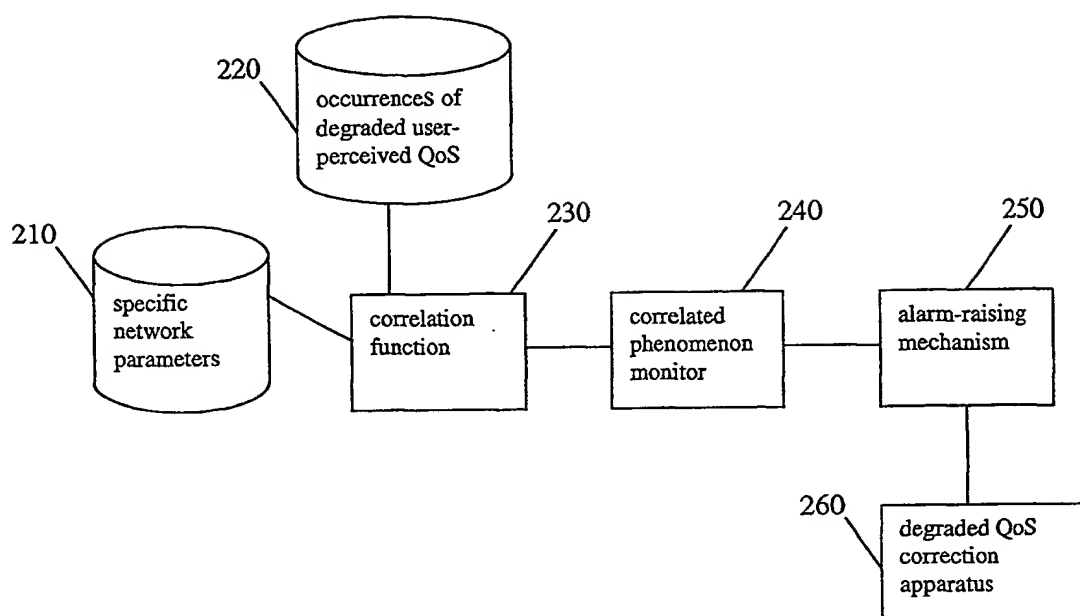 220
occurrences of
degraded user-
perceived QoS
210
specific
network
parameters
230
correlation
function
240
correlated
phenomenon
monitor
250
alarm-raising
mechanism
260
degraded QoS
correction
apparatus